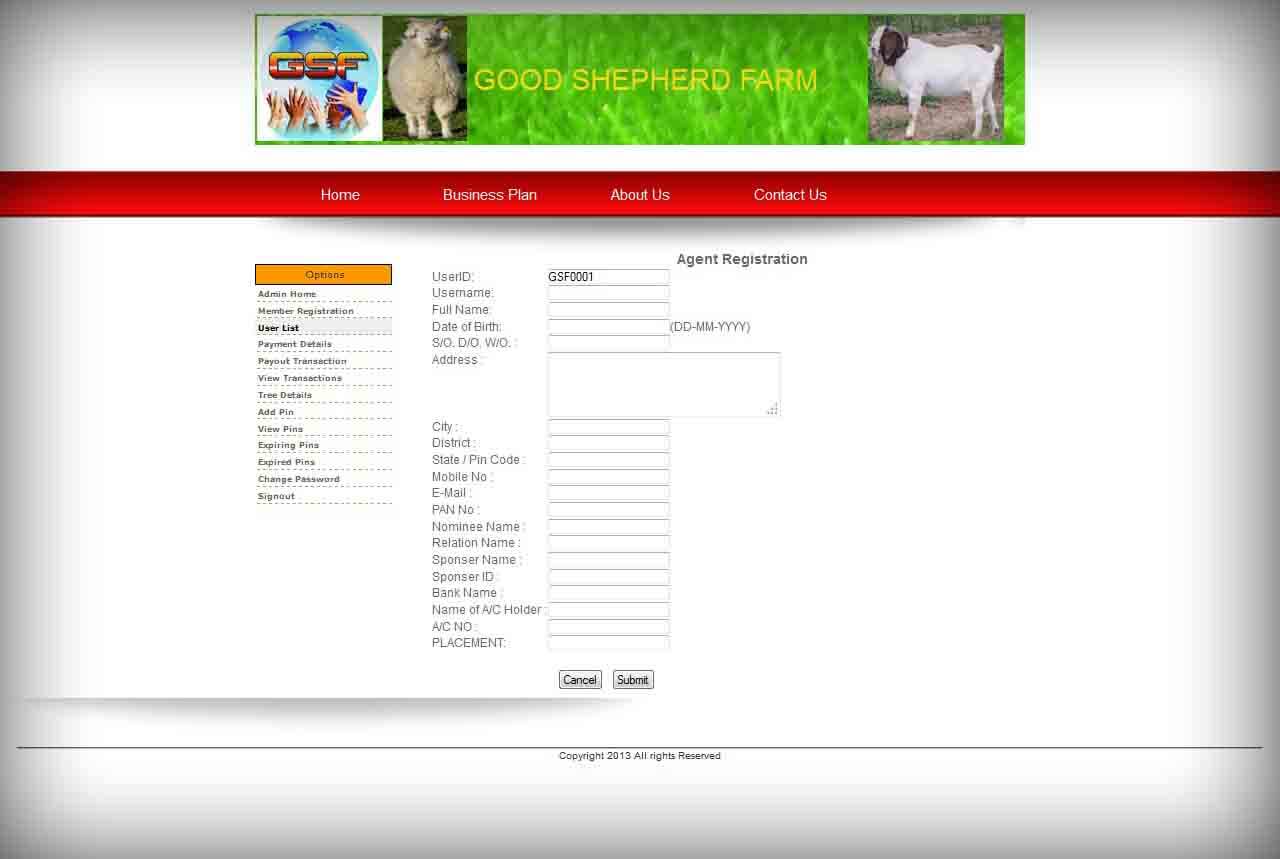 GSF
GOOD SHEPHERD FARM
Home Business Plan About Us Contact Us
Options
Admin Home
Member Registration
User List
Payment Details
Payout Transaction
View Transactions
Tree Details
Add Pin
View Pins
Expiring Pins
Expired Pins
Change Password
Signout
Agent Registration
UserID: GSF0001
Username:
Full Name:
Date of Birth: (DD-MM-YYYY)
S/O, D/O, W/O, :
Address :
City :
District :
State / Pin Code :
Mobile No :
E-Mail :
PAN No :
Nominee Name :
Relation Name :
Sponser Name :
Sponser ID :
Bank Name :
Name of A/C Holder :
A/C NO :
PLACEMENT:
Cancel Submit
Copyright 2013 All rights Reserved